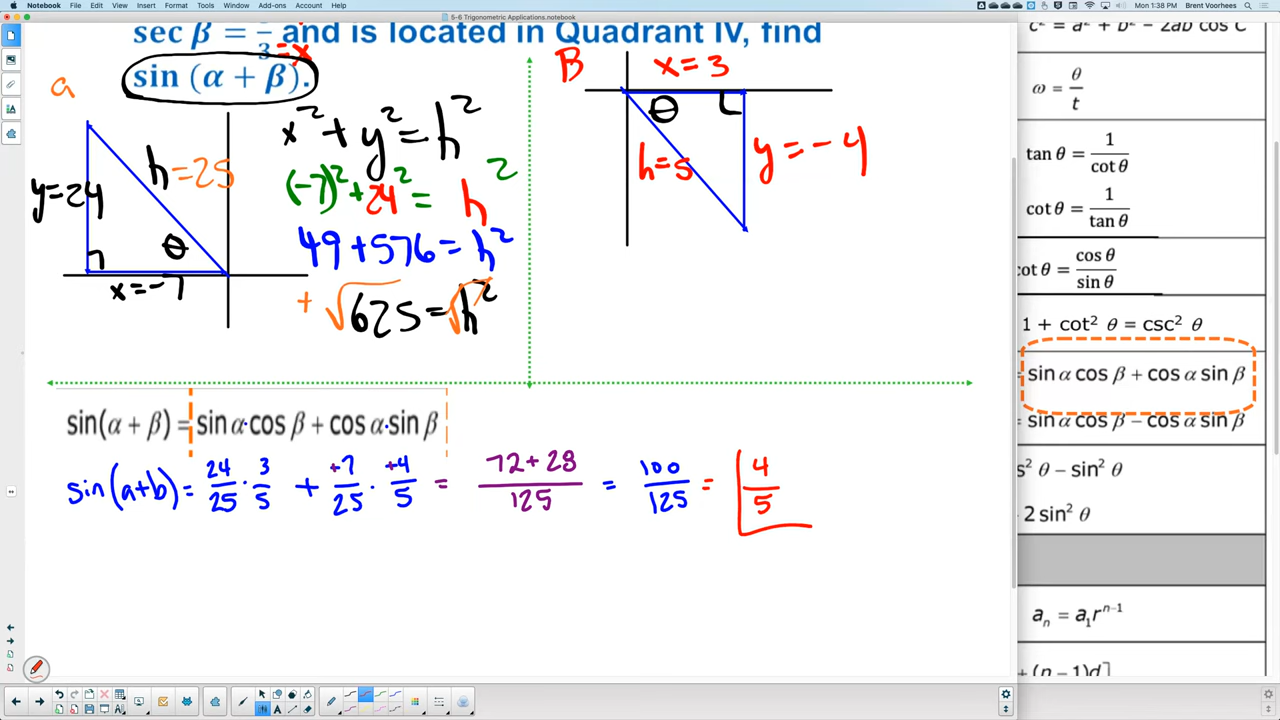 Notebook File Edit View Insert Format Tools Window Add-ons Account Help
Mon 1:38 PM Brent Voorhees
5-6 Trigonometric Applications.notebook
sec β = 3 and is located in Quadrant IV, find
= x
sin (α + β).
a
y=24
h=25
θ
x=-7
x² + y² = h²
(-7)² + 24² = h²
49 + 576 = h²
+ √625 = √h²
B
x=3
θ
h=5
y=-4
sin(α + β) = sin α·cos β + cos α·sin β
sin(a+b) = 24/25 · 3/5 + -7/25 · -4/5 = 72+28/125 = 100/125 = 4/5
c² = a² + b² – 2ab cos C
ω = θ/t
tan θ = 1/cot θ
cot θ = 1/tan θ
cot θ = cos θ/sin θ
1 + cot² θ = csc² θ
= sin α cos β + cos α sin β
= sin α cos β – cos α sin β
s² θ – sin² θ
2 sin² θ
aₙ = a₁rⁿ⁻¹
+ (n – 1)d]